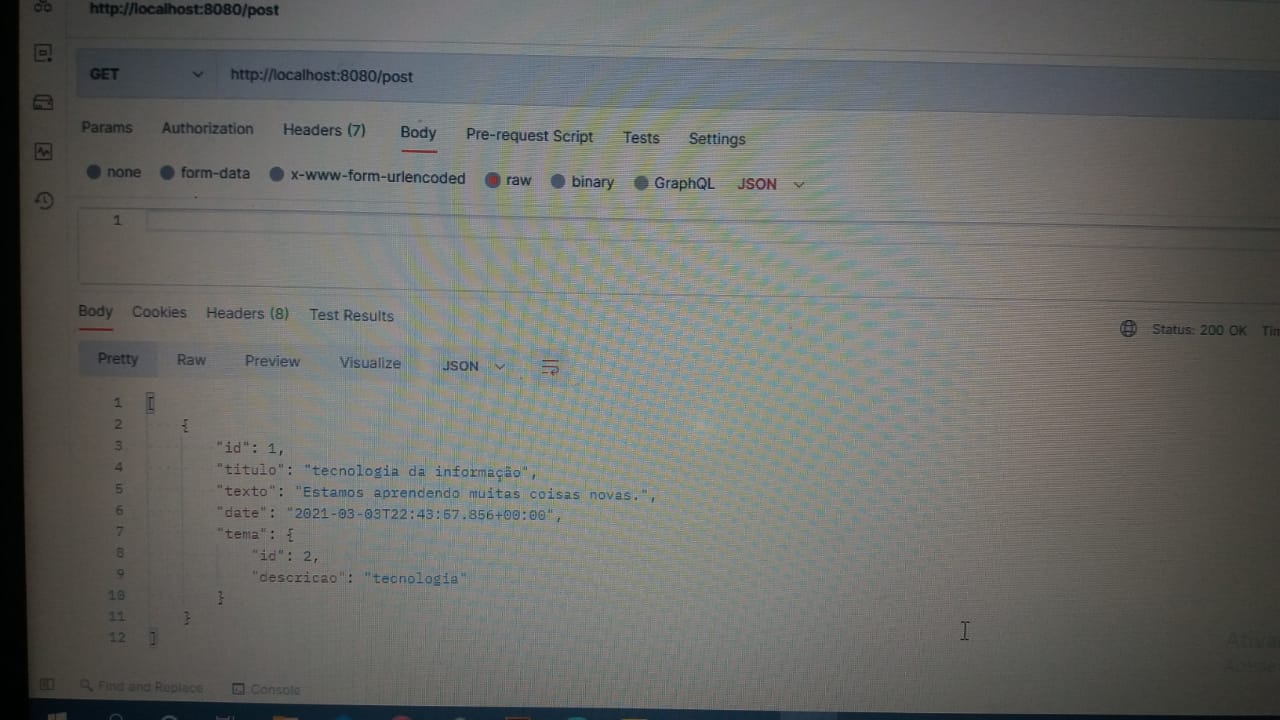 http://localhost:8080/post
GET http://localhost:8080/post
Params Authorization Headers (7) Body Pre-request Script Tests Settings
none form-data x-www-form-urlencoded raw binary GraphQL JSON
1
Body Cookies Headers (8) Test Results Status: 200 OK
Pretty Raw Preview Visualize JSON
1 [
2 {
3 "id": 1,
4 "titulo": "tecnologia da informação",
5 "texto": "Estamos aprendendo muitas coisas novas.",
6 "date": "2021-03-03T22:43:57.856+00:00",
7 "tema": {
8 "id": 2,
9 "descricao": "tecnologia"
10 }
11 }
12 ]
Find and Replace Console